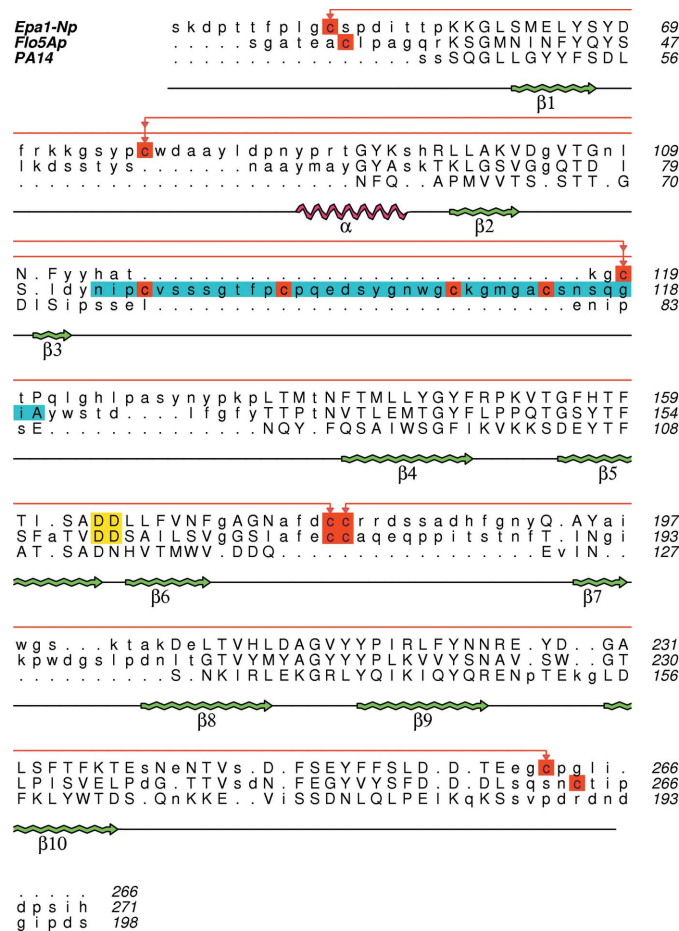 Epa1-Np s k d p t t f p l g c s p d i t t p K K G L S M E L Y S Y D 69
Flo5Ap . . . . . s g a t e a c l p a g q r K S G M N I N F Y Q Y S 47
PA14 . . . . . . . . . . . . . . . . s s S Q G L L G Y Y F S D L 56
β1
f r k k g s y p c w d a a y l d p n y p r t G Y K s h R L L A K V D g V T G n I 109
l k d s s t y s . . . . . . . n a a y m a y G Y A s k T K L G S V G g Q T D . I 79
. . . . . . . . . . . . . . . . . . . . . . N F Q . . A P M V V T S . S T T . G 70
α β2
N . F y y h a t . . . . . . . . . . . . . . . . . . . . . . . . . . . . . k g c 119
S . I d y n i p c v s s s g t f p c p q e d s y g n w g c k g m g a c s n s q g 118
D I S i p s s e l . . . . . . . . . . . . . . . . . . . . . . . . . . . e n i p 83
β3
t P q l g h l p a s y n y p k p L T M t N F T M L L Y G Y F R P K V T G F H T F 159
i A y w s t d . . . . l f g f y T T P t N V T L E M T G Y F L P P Q T G S Y T F 154
s E . . . . . . . . . . . . . . N Q Y . F Q S A I W S G F I K V K K S D E Y T F 108
β4 β5
T I . S A D D L L F V N F g A G N A f d c c r r d s s a d h f g n y Q . A Y a i 197
S F a T V D D S A I L S V g G S I A f e c c a q e q p p i t s t n f T . I N g i 193
A T . S A D N H V T M W V . D D Q . . . . . . . . . . . . . . . . . E v I N . . 127
β6 β7
w g s . . . k t a k D e L T V H L D A G V Y Y P I R L F Y N N R E . Y D . . G A 231
k p w d g s l p d n I t G T V Y M Y A G Y Y Y P L K V V Y S N A V . S W . . G T 230
. . . . . . . . . . S . N K I R L E K G R L Y Q I K I Q Y Q R E N p T E k g L D 156
β8 β9
L S F T F K T E s N e N T V s . D . F S E Y F F S L D . D . T E e g c p g l i . 266
L P I S V E L P d G . T T V s d N . F E G Y V Y S F D . D . D L s q s n c t i p 266
F K L Y W T D S . Q n K K E . . V i S S D N L Q L P E I K q K S s v p d r d n d 193
β10
. . . . . 266
d p s i h 271
g i p d s 198